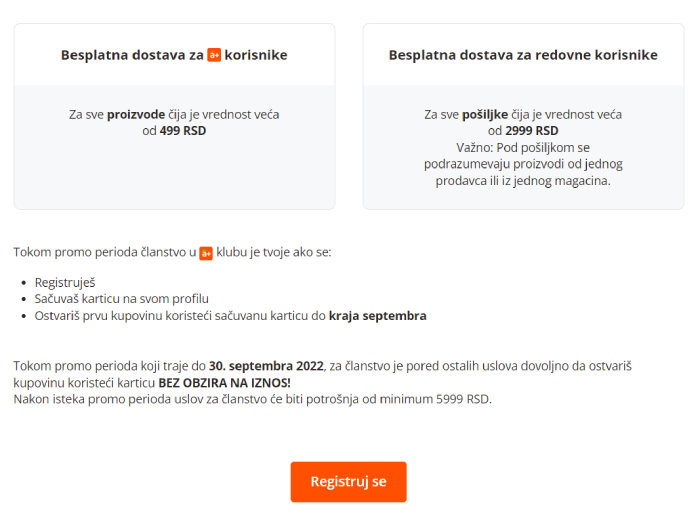 Besplatna dostava za a+ korisnike
Za sve proizvode čija je vrednost veća
od 499 RSD
Besplatna dostava za redovne korisnike
Za sve pošiljke čija je vrednost veća
od 2999 RSD
Važno: Pod pošiljkom se
podrazumevaju proizvodi od jednog
prodavca ili iz jednog magacina.
Tokom promo perioda članstvo u a+ klubu je tvoje ako se:
• Registruješ
• Sačuvaš karticu na svom profilu
• Ostvariš prvu kupovinu koristeći sačuvanu karticu do kraja septembra
Tokom promo perioda koji traje do 30. septembra 2022, za članstvo je pored ostalih uslova dovoljno da ostvariš
kupovinu koristeći karticu BEZ OBZIRA NA IZNOS!
Nakon isteka promo perioda uslov za članstvo će biti potrošnja od minimum 5999 RSD.
Registruj se